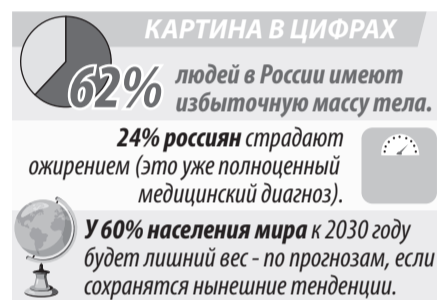 КАРТИНА В ЦИФРАХ
62% людей в России имеют
избыточную массу тела.
24% россиян страдают
ожирением (это уже полноценный
медицинский диагноз).
У 60% населения мира к 2030 году
будет лишний вес - по прогнозам, если
сохранятся нынешние тенденции.